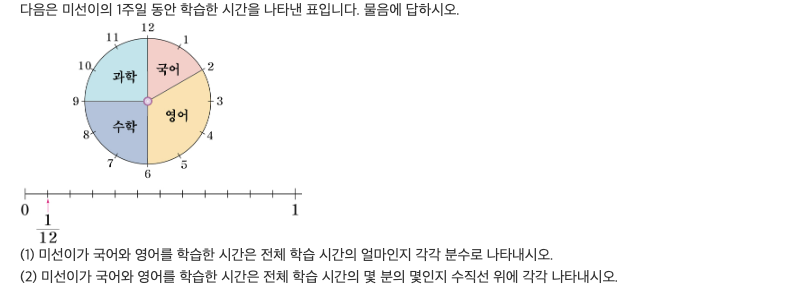 다음은 미선이의 1주일 동안 학습한 시간을 나타낸 표입니다. 물음에 답하시오.
12
11 1
10 과학 국어 2
9 영어 3
8 수학 4
7 5
6
0 1
1
12
(1) 미선이가 국어와 영어를 학습한 시간은 전체 학습 시간의 얼마인지 각각 분수로 나타내시오.
(2) 미선이가 국어와 영어를 학습한 시간은 전체 학습 시간의 몇 분의 몇인지 수직선 위에 각각 나타내시오.